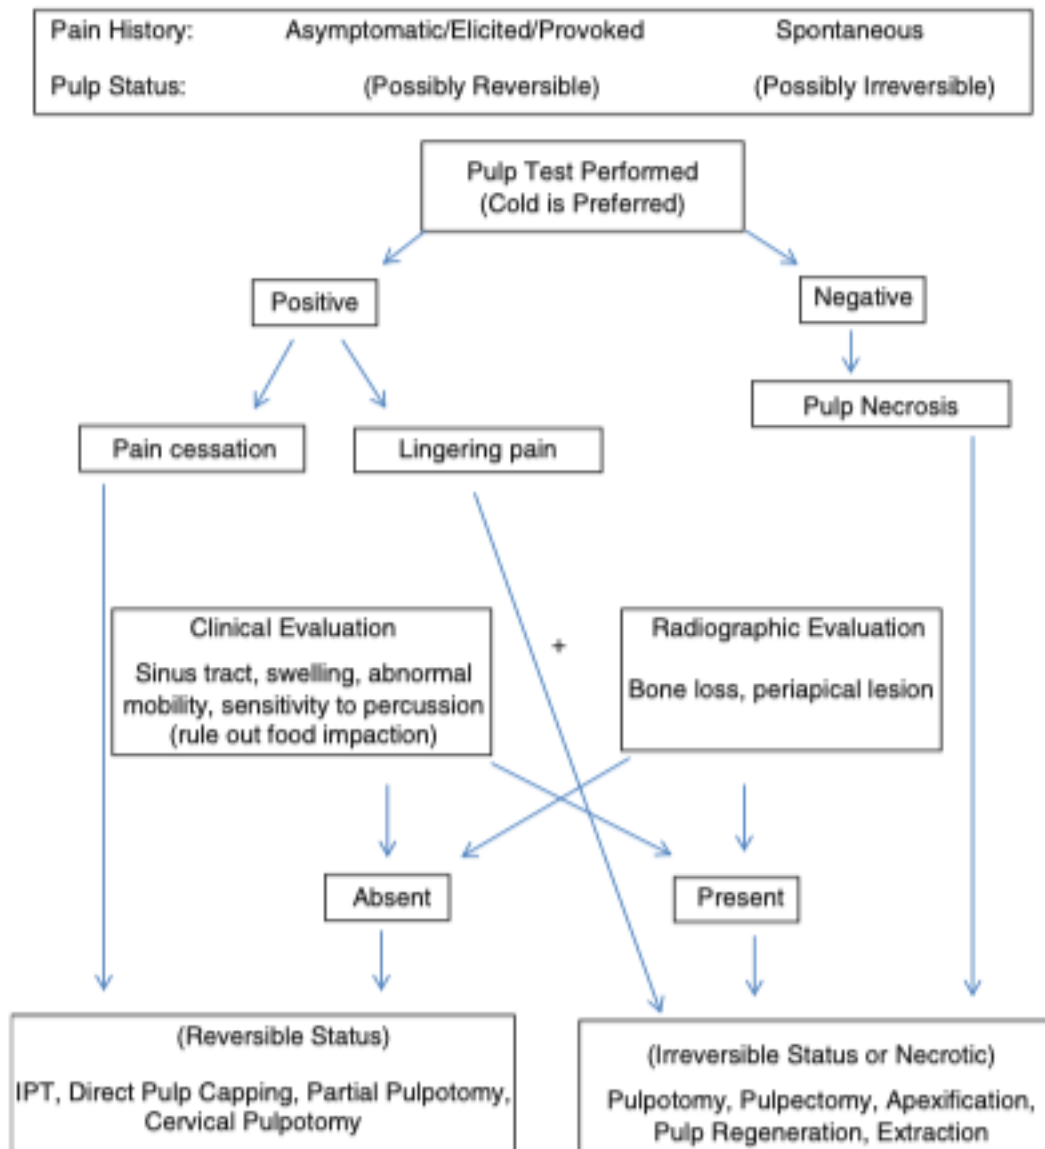 Pain History: Asymptomatic/Elicited/Provoked Spontaneous
Pulp Status: (Possibly Reversible) (Possibly Irreversible)
Pulp Test Performed
(Cold is Preferred)
Positive
Negative
Pulp Necrosis
Pain cessation
Lingering pain
Clinical Evaluation
Sinus tract, swelling, abnormal
mobility, sensitivity to percussion
(rule out food impaction)
+
Radiographic Evaluation
Bone loss, periapical lesion
Absent
Present
(Reversible Status)
IPT, Direct Pulp Capping, Partial Pulpotomy,
Cervical Pulpotomy
(Irreversible Status or Necrotic)
Pulpotomy, Pulpectomy, Apexification,
Pulp Regeneration, Extraction